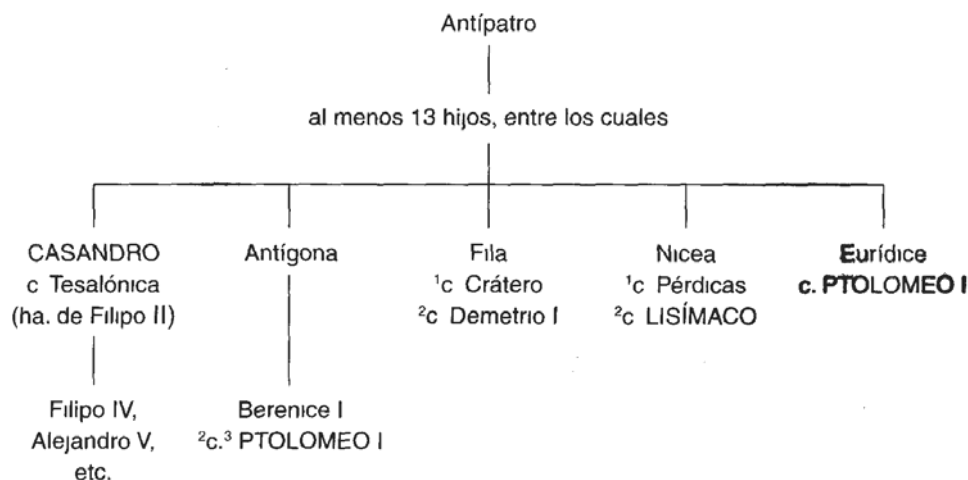 Antípatro
al menos 13 hijos, entre los cuales
CASANDRO
c Tesalónica
(ha. de Filipo II)
Antígona
Fila
¹c Crátero
²c Demetrio I
Nicea
¹c Pérdicas
²c LISÍMACO
Eurídice
c. PTOLOMEO I
Filipo IV,
Alejandro V,
etc.
Berenice I
²c.³ PTOLOMEO I